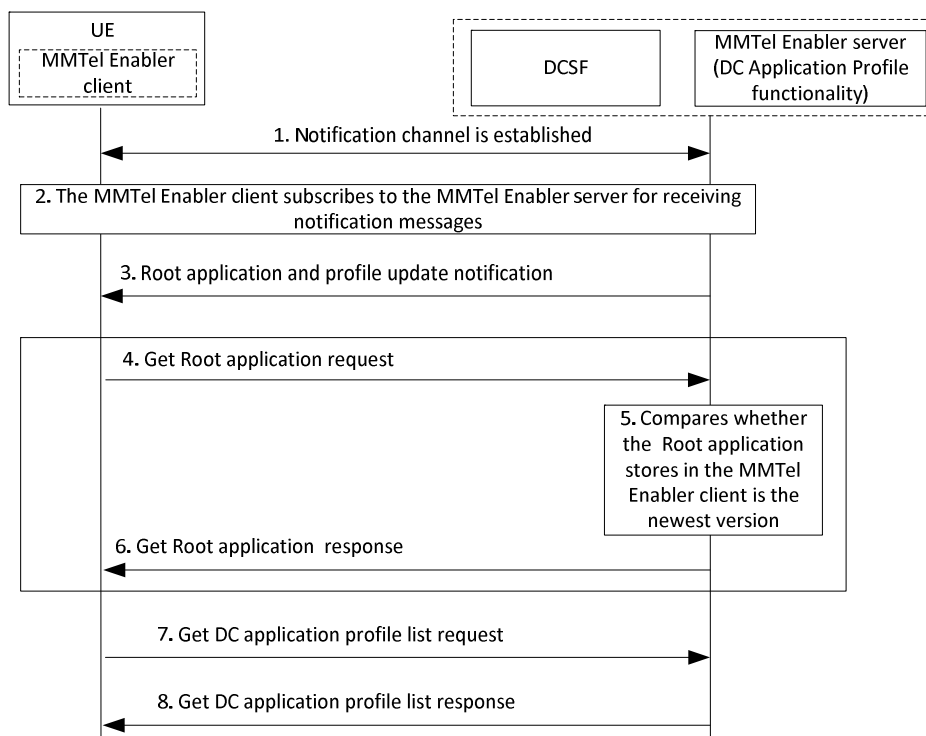 UE
MMTel Enabler
client
DCSF
MMTel Enabler server
(DC Application Profile
functionality)
1. Notification channel is established
2. The MMTel Enabler client subscribes to the MMTel Enabler server for receiving
notification messages
3. Root application and profile update notification
4. Get Root application request
5. Compares whether
the Root application
stores in the MMTel
Enabler client is the
newest version
6. Get Root application response
7. Get DC application profile list request
8. Get DC application profile list response